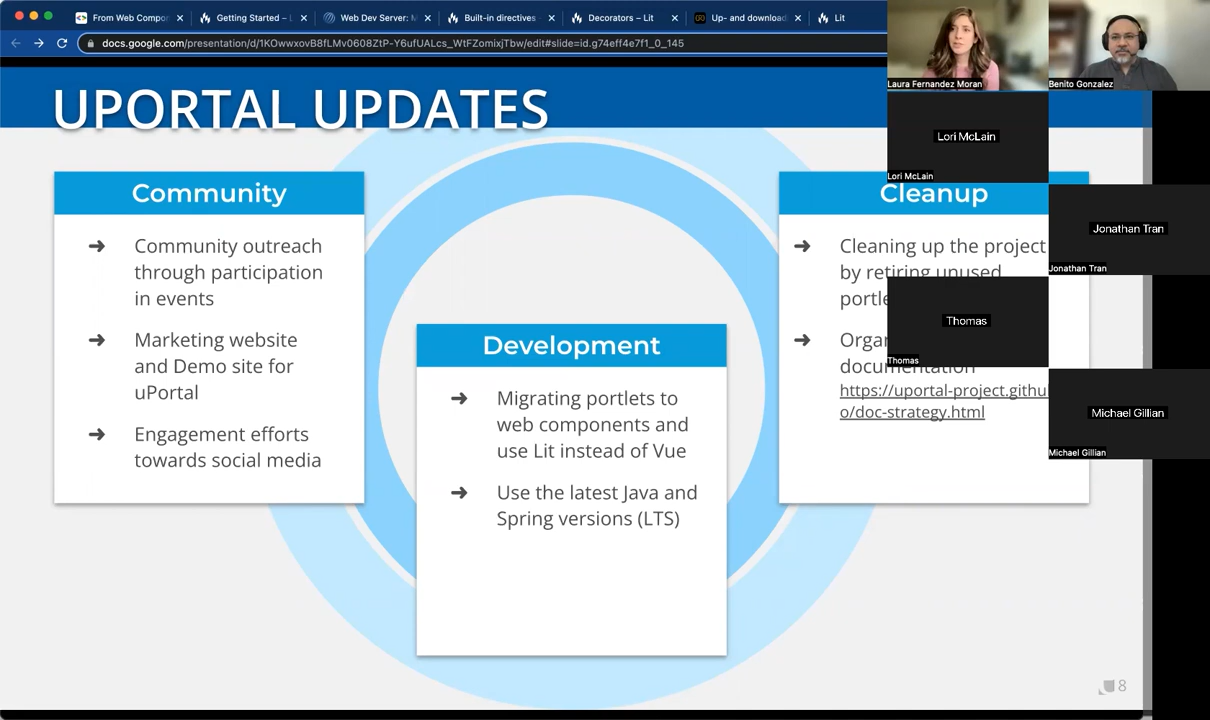 From Web Compor
Getting Started – L
Web Dev Server: M
Built-in directives
Decorators – Lit
Up- and download
Lit
docs.google.com/presentation/d/1KOwwxovB8fLMv0608ZtP-Y6ufUALcs_WtFZomixjTbw/edit#slide=id.g74eff4e7f1_0_145
Laura Fernandez Moran
Benito Gonzalez
Lori McLain
Lori McLain
Jonathan Tran
Jonathan Tran
Thomas
Thomas
Michael Gillian
Michael Gillian
UPORTAL UPDATES
Community
➜ Community outreach
through participation
in events
➜ Marketing website
and Demo site for
uPortal
➜ Engagement efforts
towards social media
Development
➜ Migrating portlets to
web components and
use Lit instead of Vue
➜ Use the latest Java and
Spring versions (LTS)
Cleanup
➜ Cleaning up the project
by retiring unused
➜
documentation
https://uportal-project.githu
o/doc-strategy.html
8